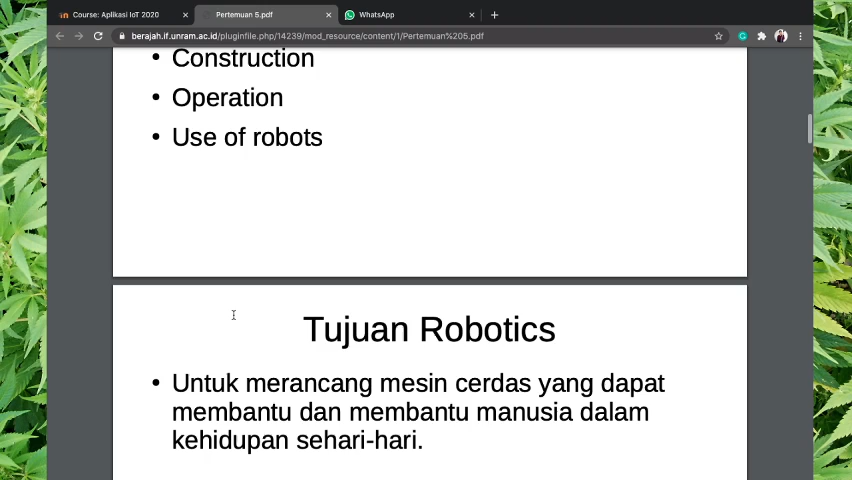 Course: Aplikasi IoT 2020
Pertemuan 5.pdf
WhatsApp
berajah.if.unram.ac.id/pluginfile.php/14239/mod_resource/content/1/Pertemuan%205.pdf
• Construction
• Operation
• Use of robots
Tujuan Robotics
• Untuk merancang mesin cerdas yang dapat
membantu dan membantu manusia dalam
kehidupan sehari-hari.